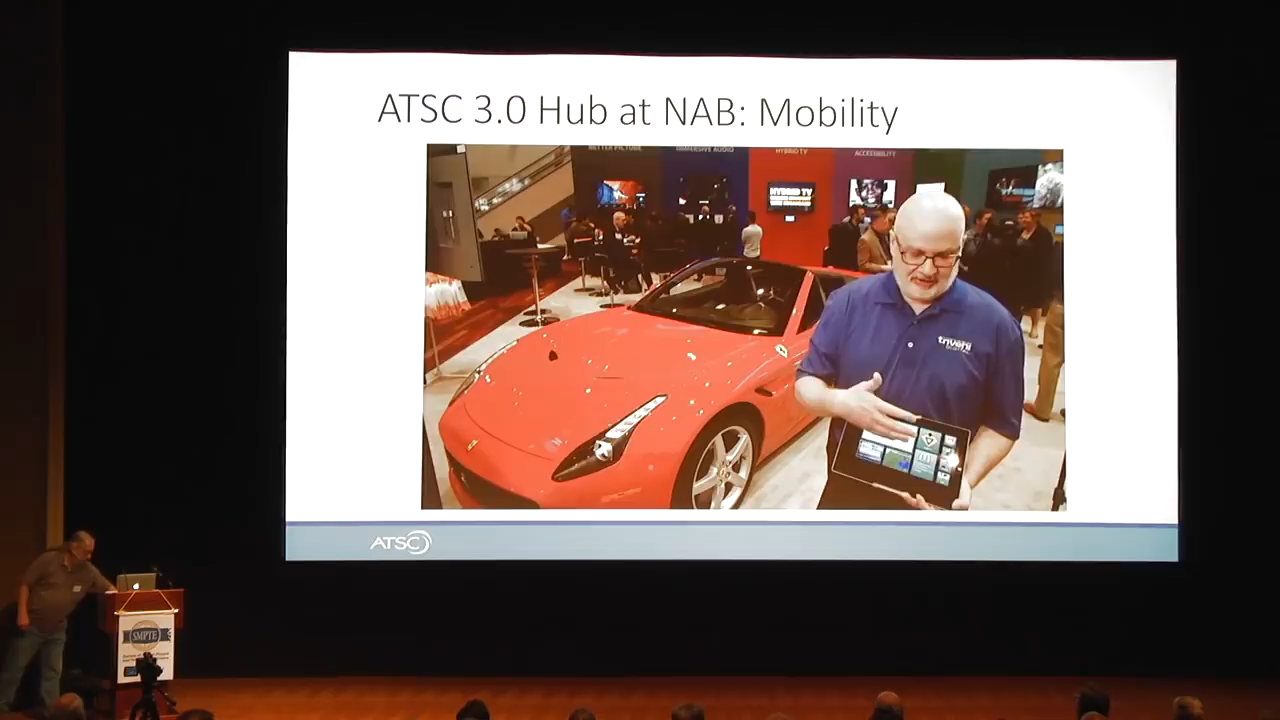 ATSC 3.0 Hub at NAB: Mobility
BETTER PICTURE
IMMERSIVE AUDIO
HYBRID TV
ACCESSIBILITY
HYBRID TV
triveni
DIGITAL
ATSC
SMPTE